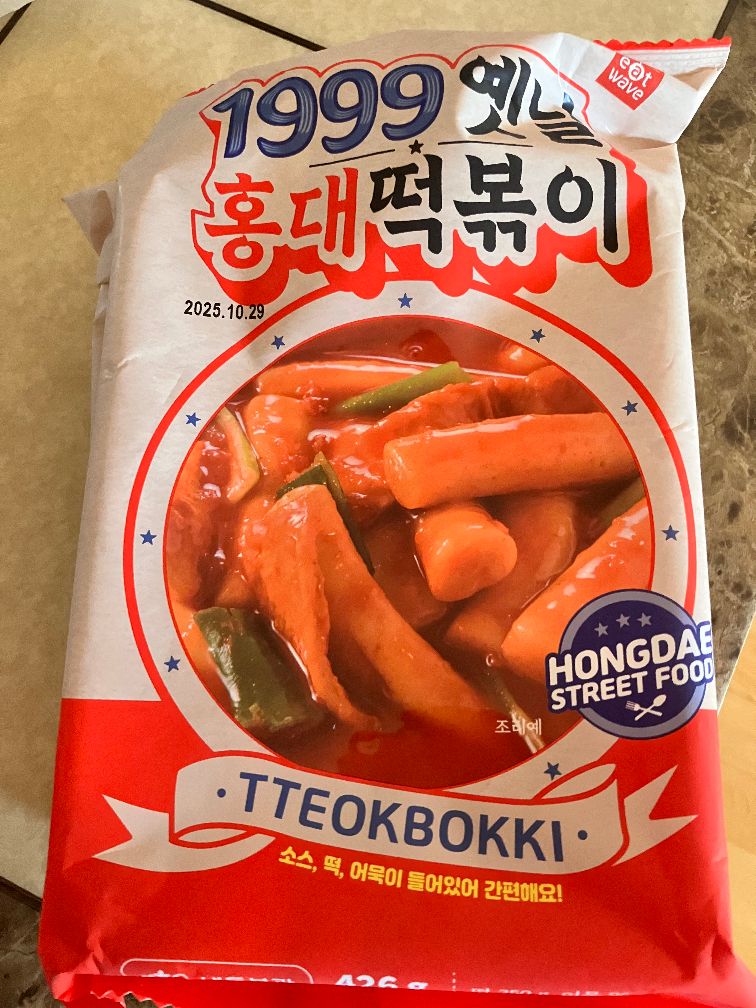 eat
wave
1999 옛날
홍대떡볶이
2025.10.29
HONGDAE
STREET FOOD
조리예
·TTEOKBOKKI·
소스, 떡, 어묵이 들어있어 간편해요!
426 g